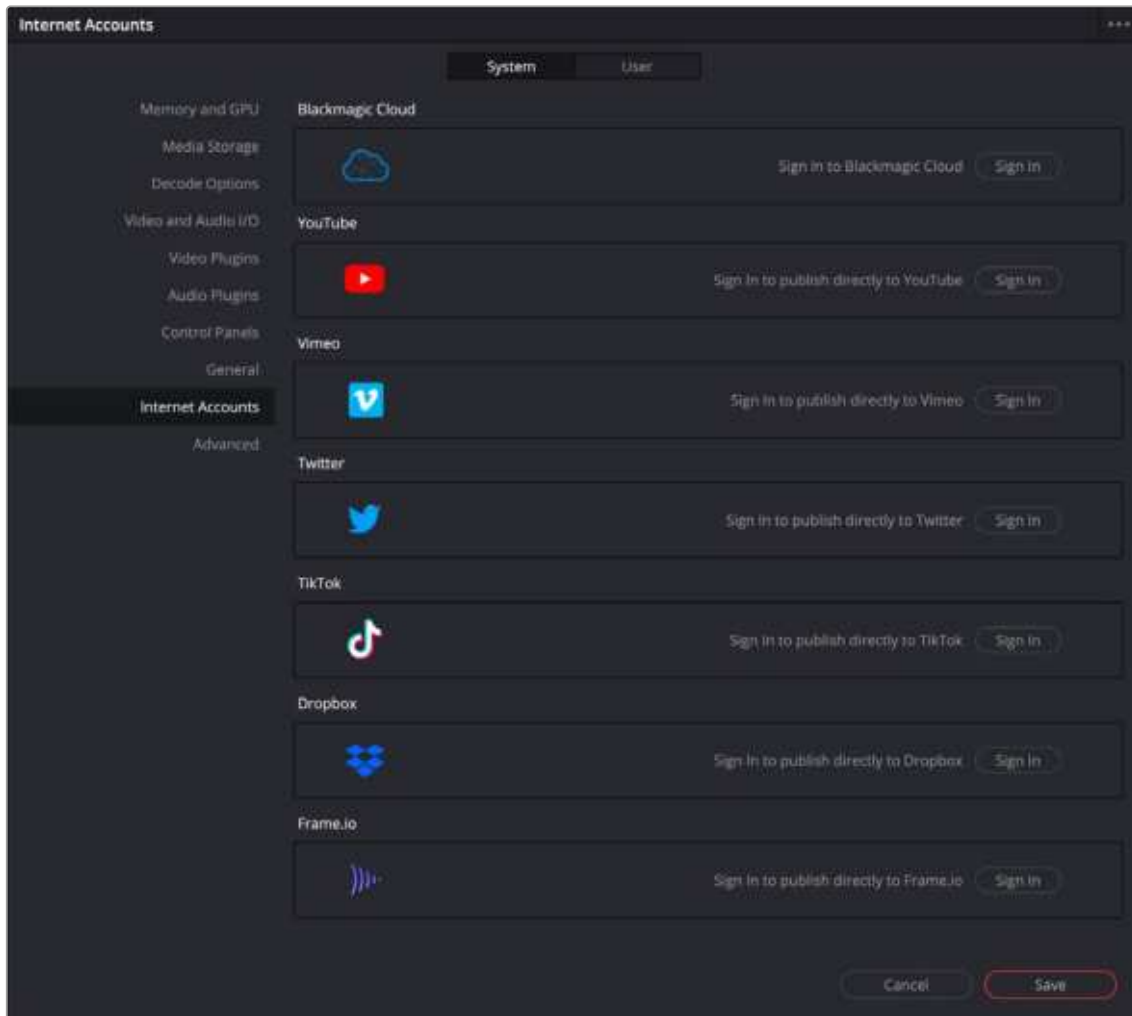 Internet Accounts
System
User
Memory and GPU
Media Storage
Decode Options
Video and Audio I/O
Video Plugins
Audio Plugins
Control Panels
General
Internet Accounts
Advanced
Blackmagic Cloud
Sign in to Blackmagic Cloud
Sign In
YouTube
Sign In to publish directly to YouTube
Sign In
Vimeo
Sign In to publish directly to Vimeo
Sign In
Twitter
Sign In to publish directly to Twitter
Sign In
TikTok
Sign In to publish directly to TikTok
Sign In
Dropbox
Sign In to publish directly to Dropbox
Sign In
Frame.io
Sign In to publish directly to Frame.io
Sign In
Cancel
Save